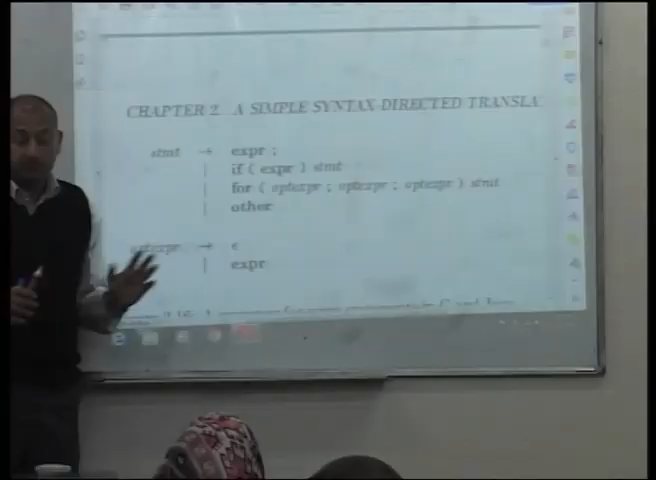 CHAPTER 2. A SIMPLE SYNTAX-DIRECTED TRANSLA
stmt → expr ;
| if ( expr ) stmt
| for ( optexpr ; optexpr ; optexpr ) stmt
| other
optexpr → ϵ
| expr